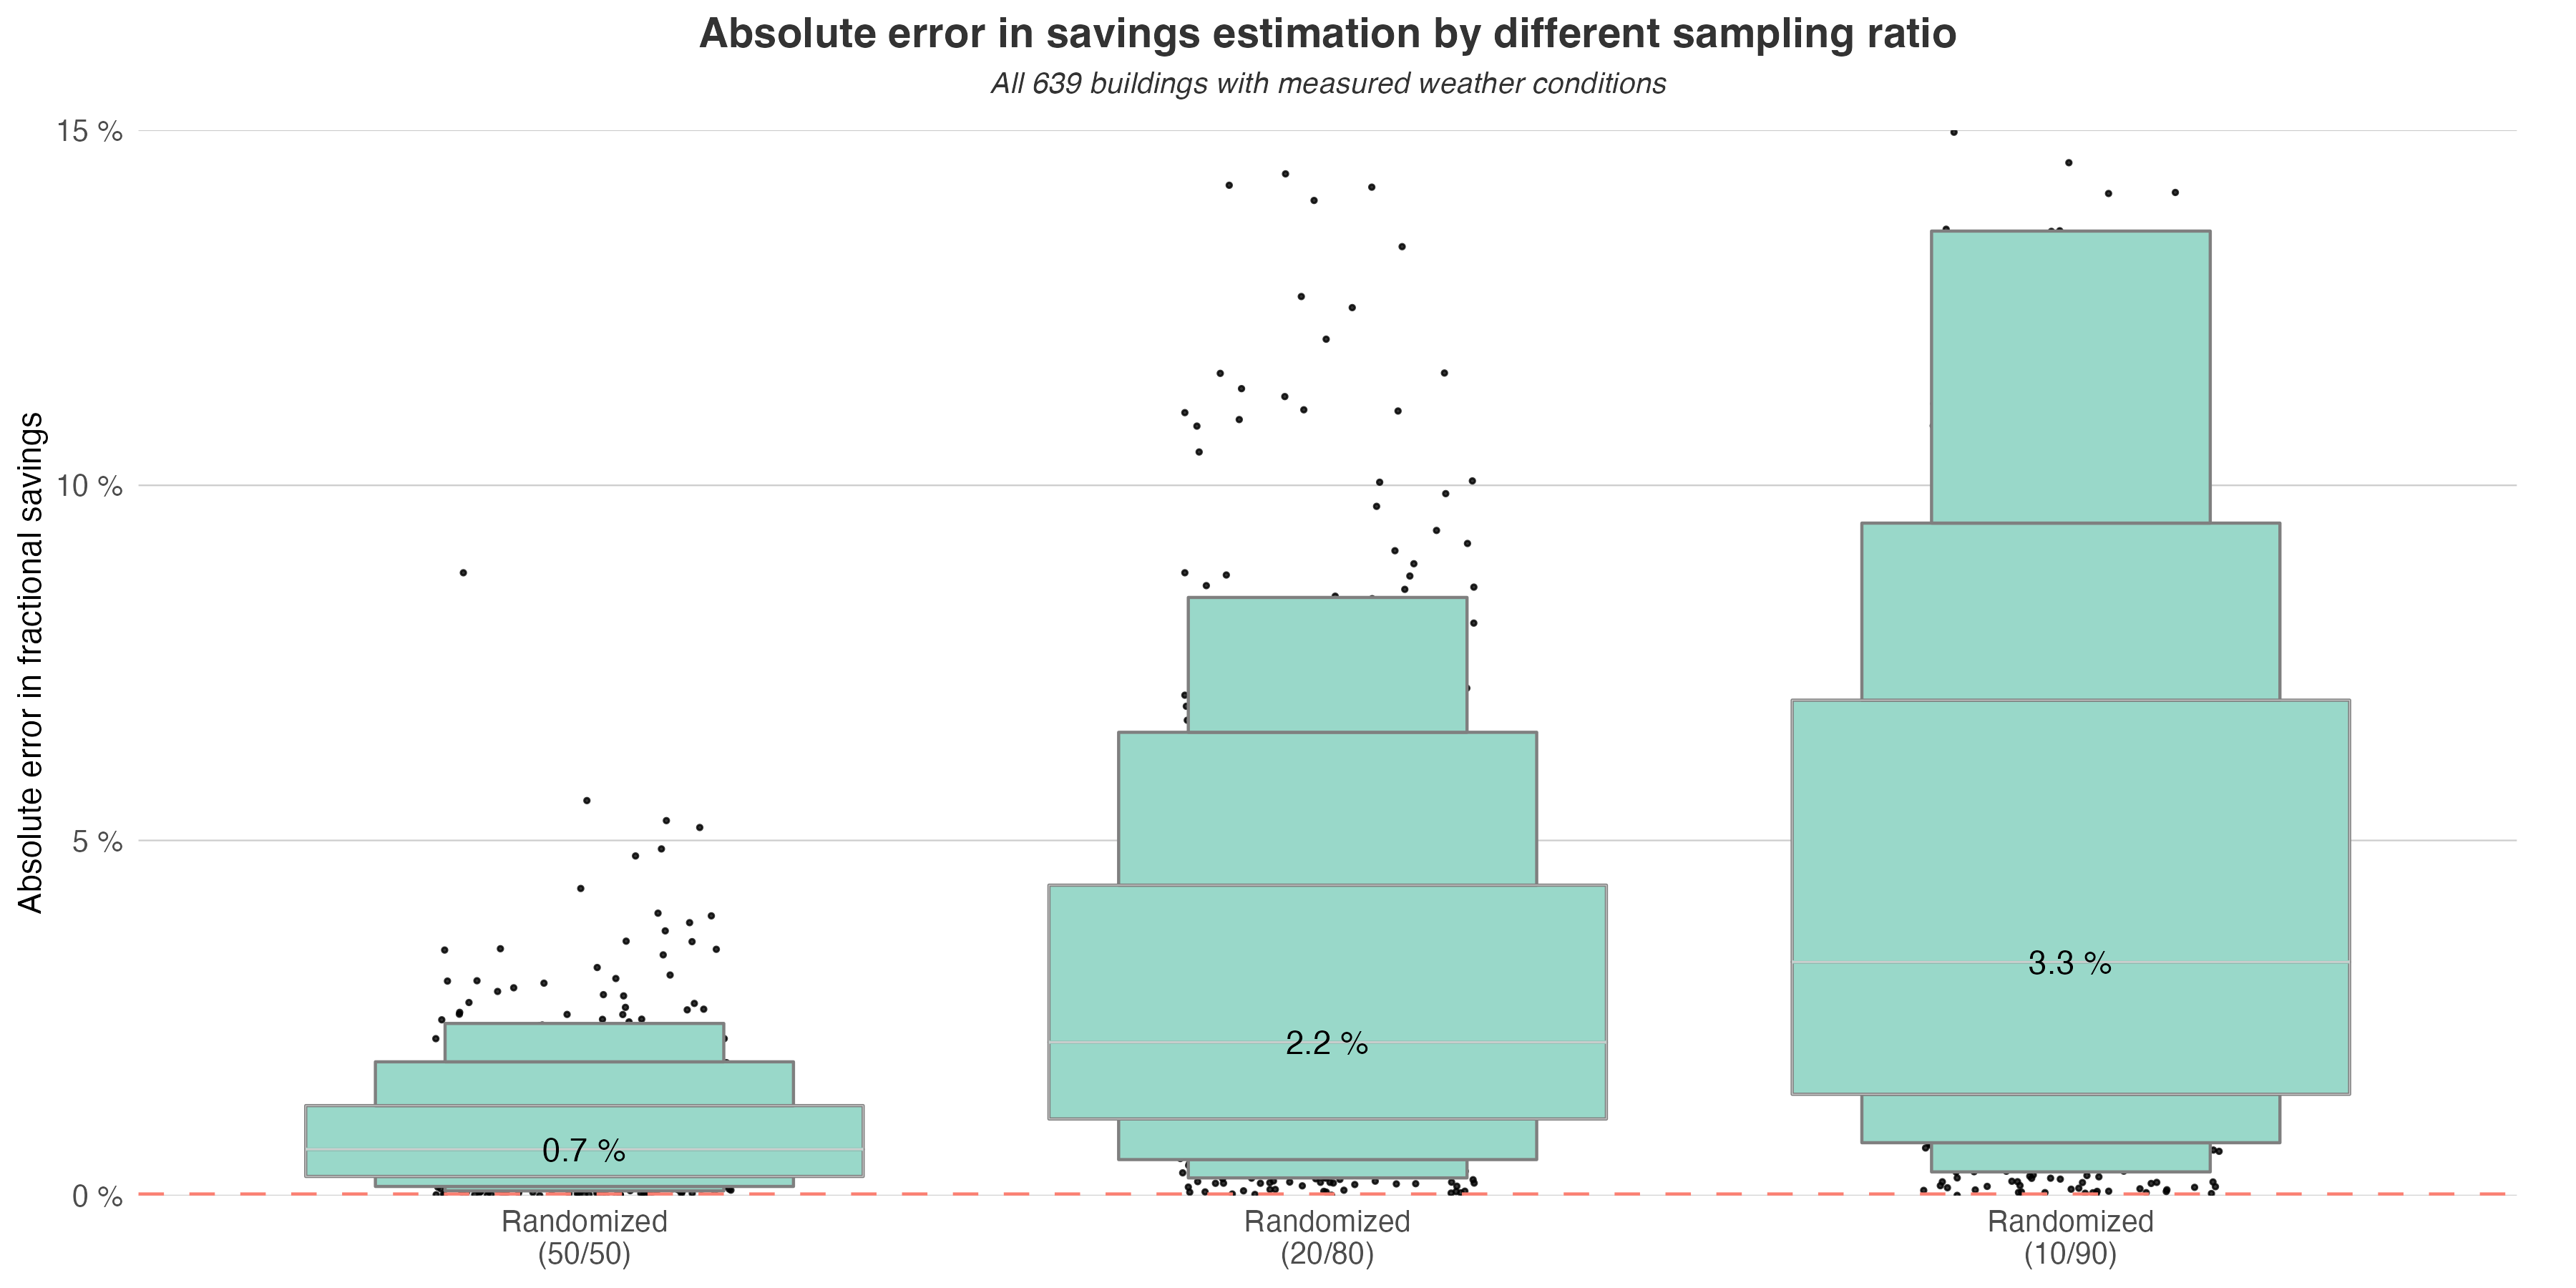 Absolute error in savings estimation by different sampling ratio
All 639 buildings with measured weather conditions
Absolute error in fractional savings
15 %
10 %
5 %
0 %
0.7 %
2.2 %
3.3 %
Randomized
(50/50)
Randomized
(20/80)
Randomized
(10/90)